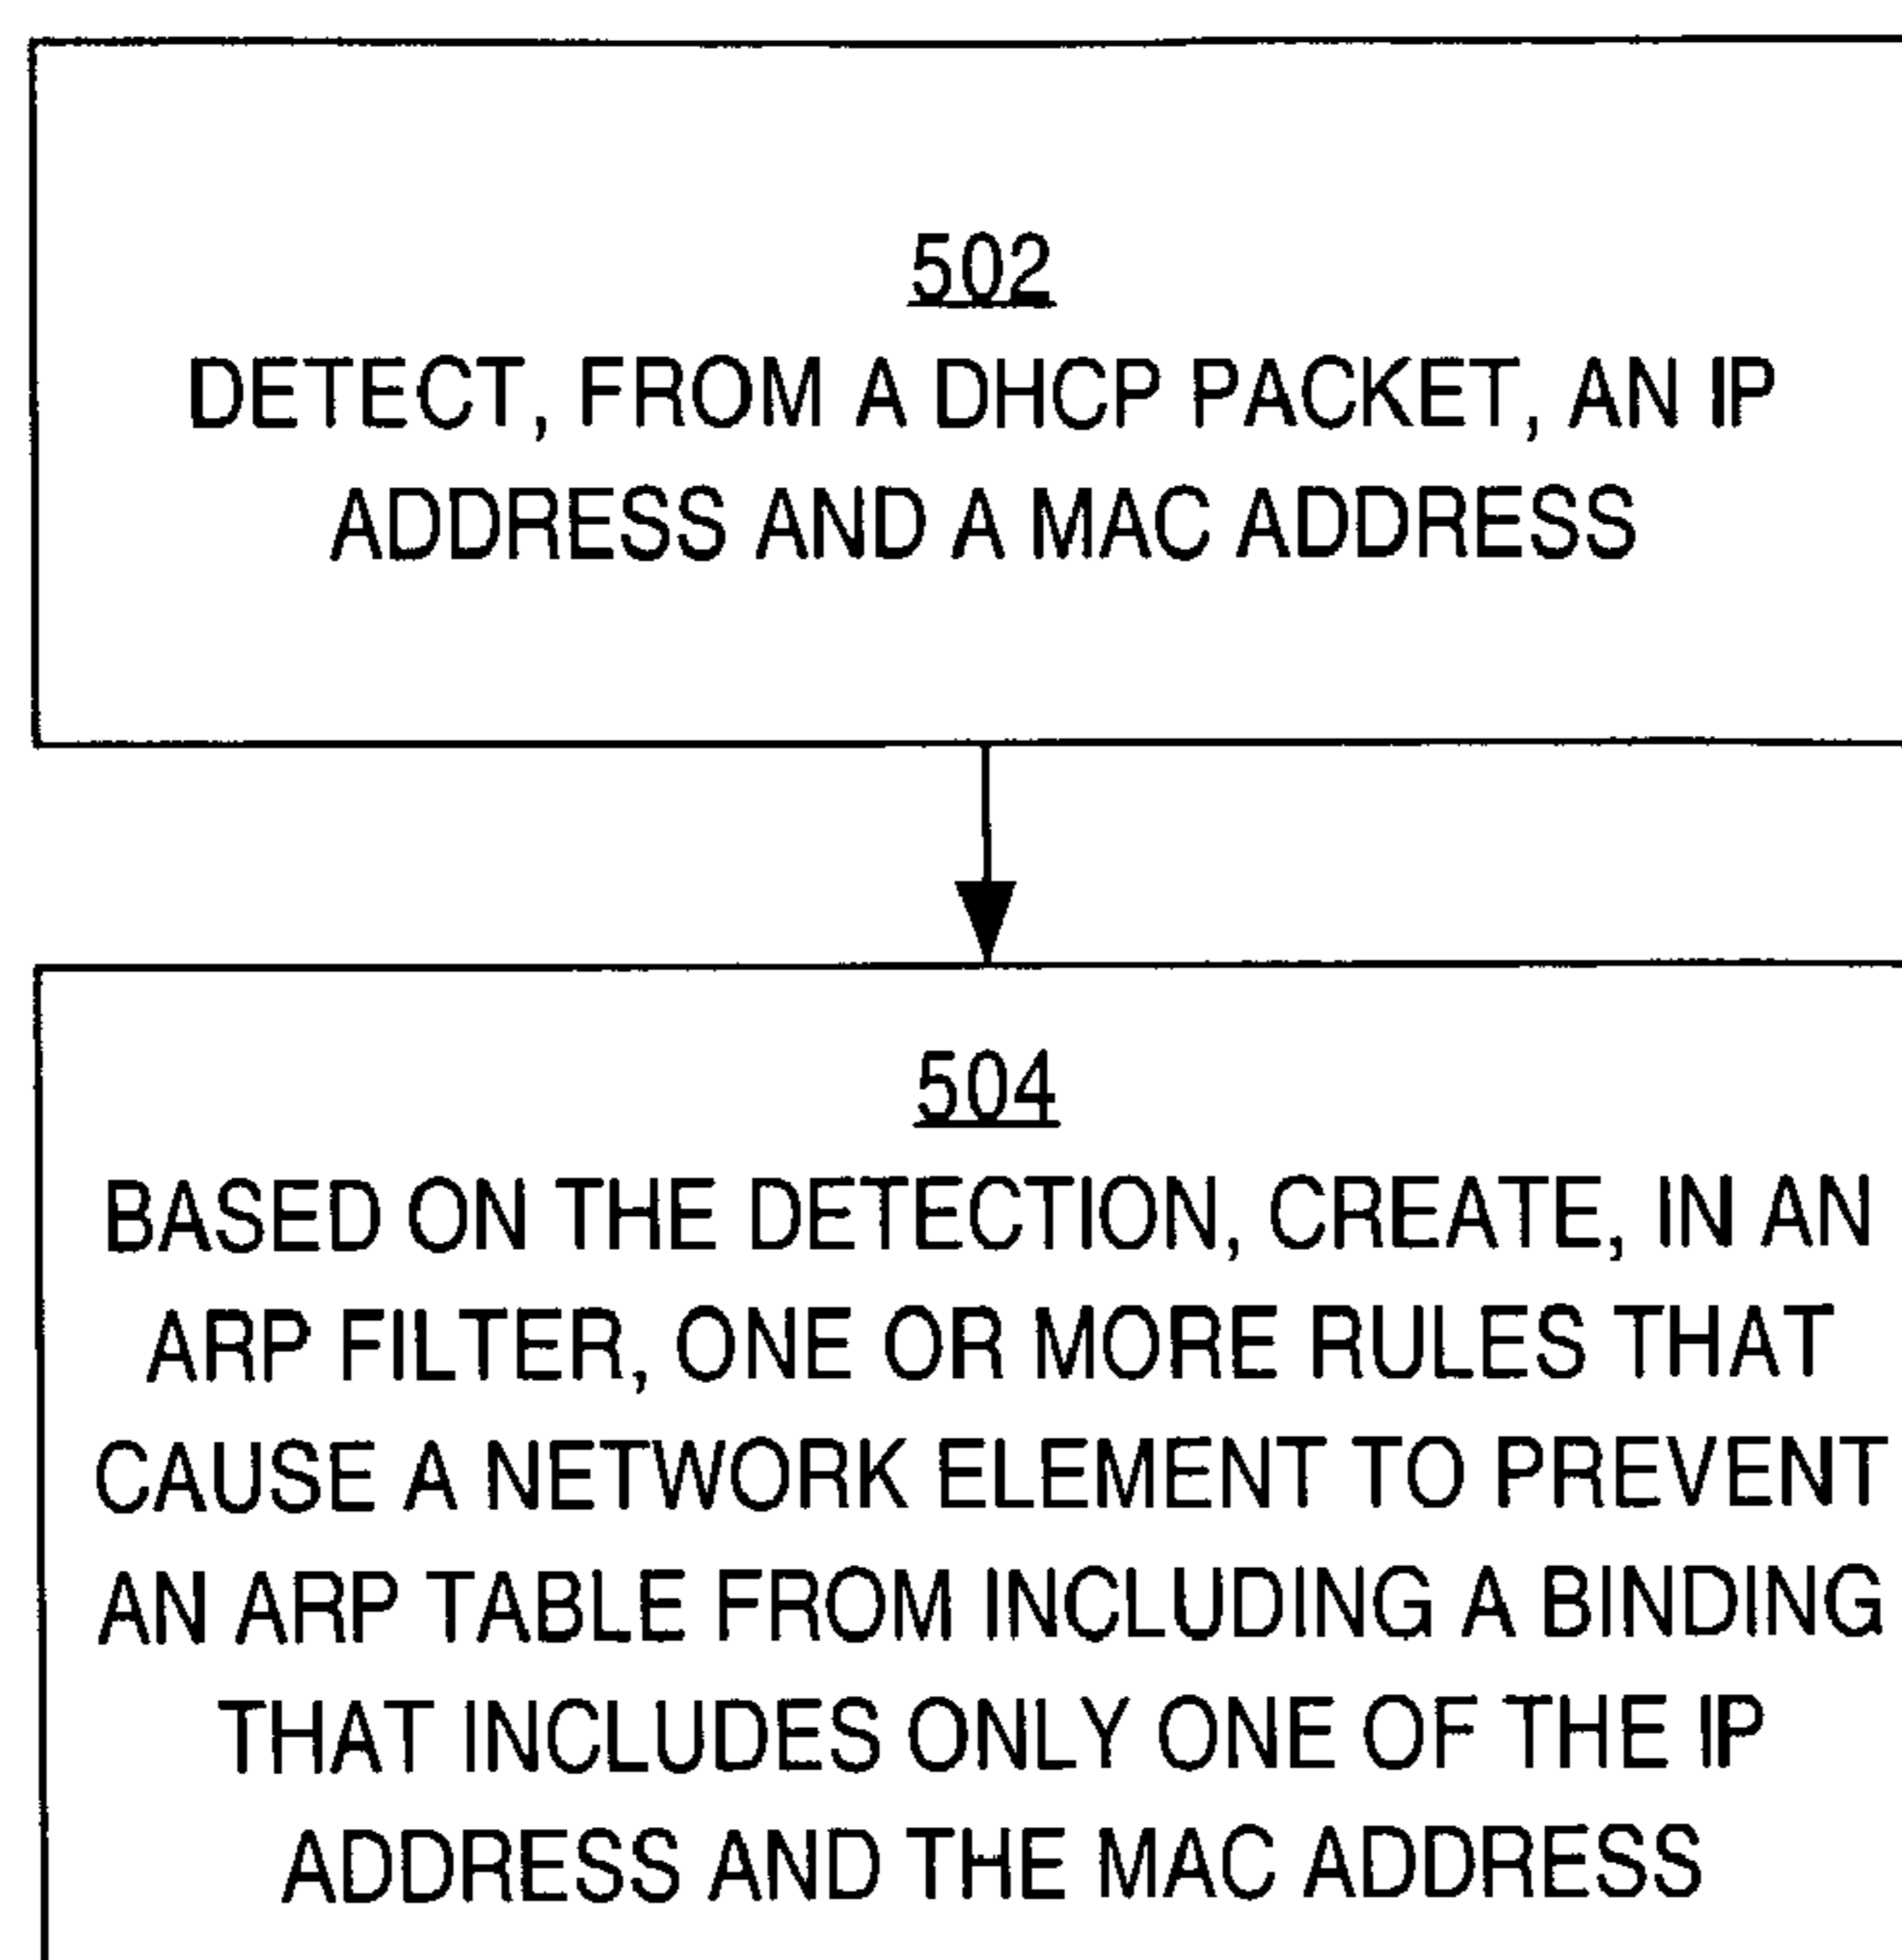 502
DETECT, FROM A DHCP PACKET, AN IP
ADDRESS AND A MAC ADDRESS
504
BASED ON THE DETECTION, CREATE, IN AN
ARP FILTER, ONE OR MORE RULES THAT
CAUSE A NETWORK ELEMENT TO PREVENT
AN ARP TABLE FROM INCLUDING A BINDING
THAT INCLUDES ONLY ONE OF THE IP
ADDRESS AND THE MAC ADDRESS